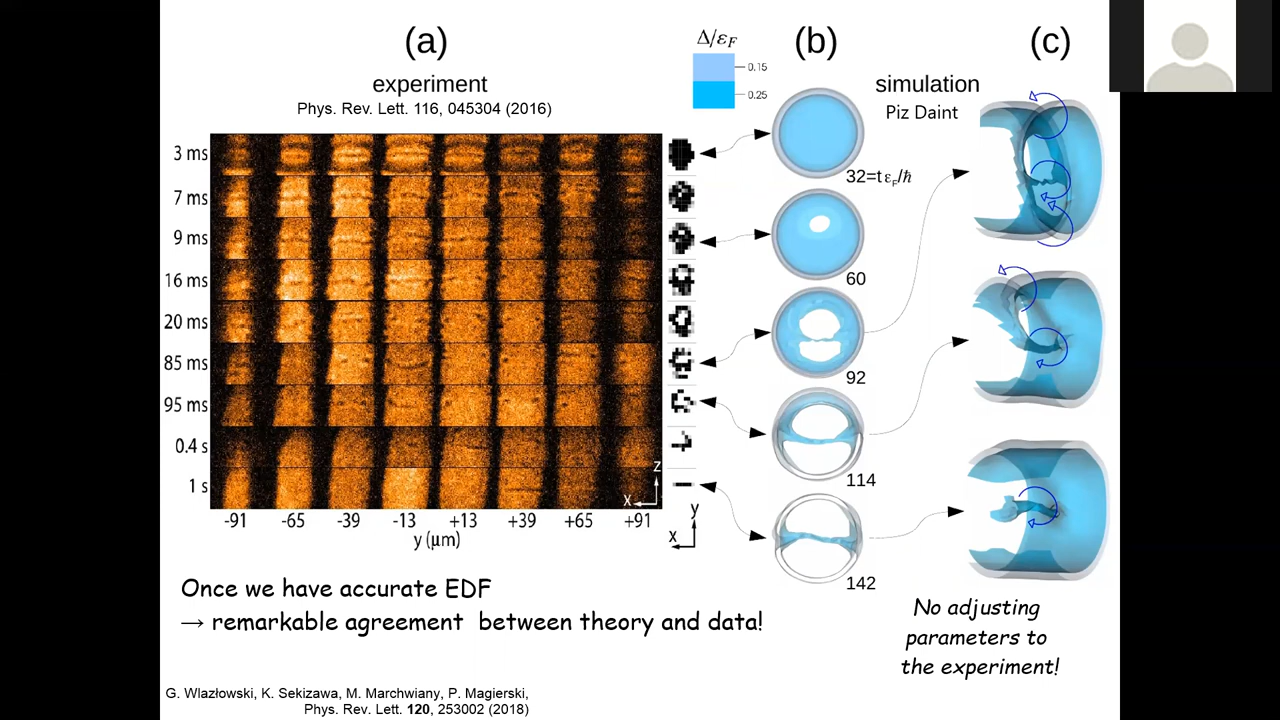 (a)
experiment
Phys. Rev. Lett. 116, 045304 (2016)
3 ms
7 ms
9 ms
16 ms
20 ms
85 ms
95 ms
0.4 s
1 s
-91 -65 -39 -13 +13 +39 +65 +91
y (μm)
z
x
y
x
Δ/εF
0.15
0.25
(b)
simulation
Piz Daint
32=tεF/ħ
60
92
114
142
(c)
Once we have accurate EDF
→ remarkable agreement between theory and data!
No adjusting
parameters to
the experiment!
G. Wlazłowski, K. Sekizawa, M. Marchwiany, P. Magierski,
Phys. Rev. Lett. 120, 253002 (2018)